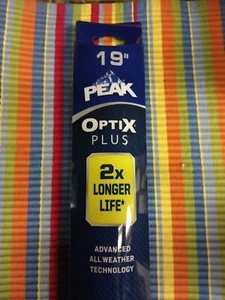 19"
PEAK
OPTIX
PLUS
2x
LONGER
LIFE*
ADVANCED
ALL WEATHER
TECHNOLOGY